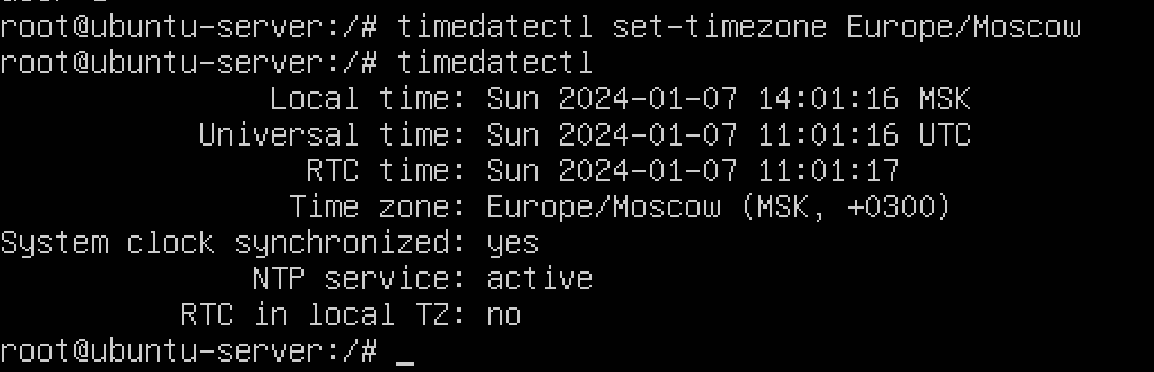 root@ubuntu-server:/# timedatectl set-timezone Europe/Moscow
root@ubuntu-server:/# timedatectl
Local time: Sun 2024-01-07 14:01:16 MSK
Universal time: Sun 2024-01-07 11:01:16 UTC
RTC time: Sun 2024-01-07 11:01:17
Time zone: Europe/Moscow (MSK, +0300)
System clock synchronized: yes
NTP service: active
RTC in local TZ: no
root@ubuntu-server:/# _